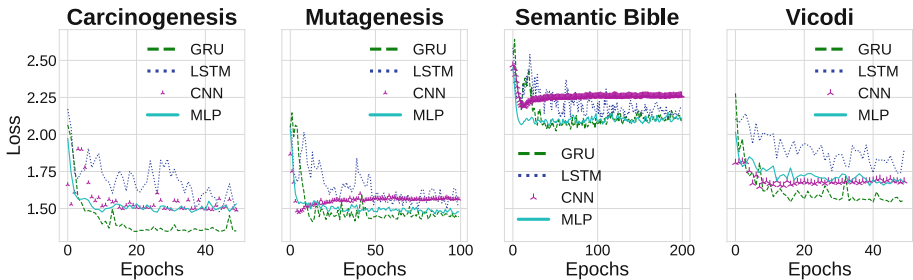 Carcinogenesis
Mutagenesis
Semantic Bible
Vicodi
Loss
2.50
2.25
2.00
1.75
1.50
GRU
LSTM
CNN
MLP
0 20 40
Epochs
GRU
LSTM
CNN
MLP
0 50 100
Epochs
GRU
LSTM
CNN
MLP
0 100 200
Epochs
GRU
LSTM
CNN
MLP
0 20 40
Epochs